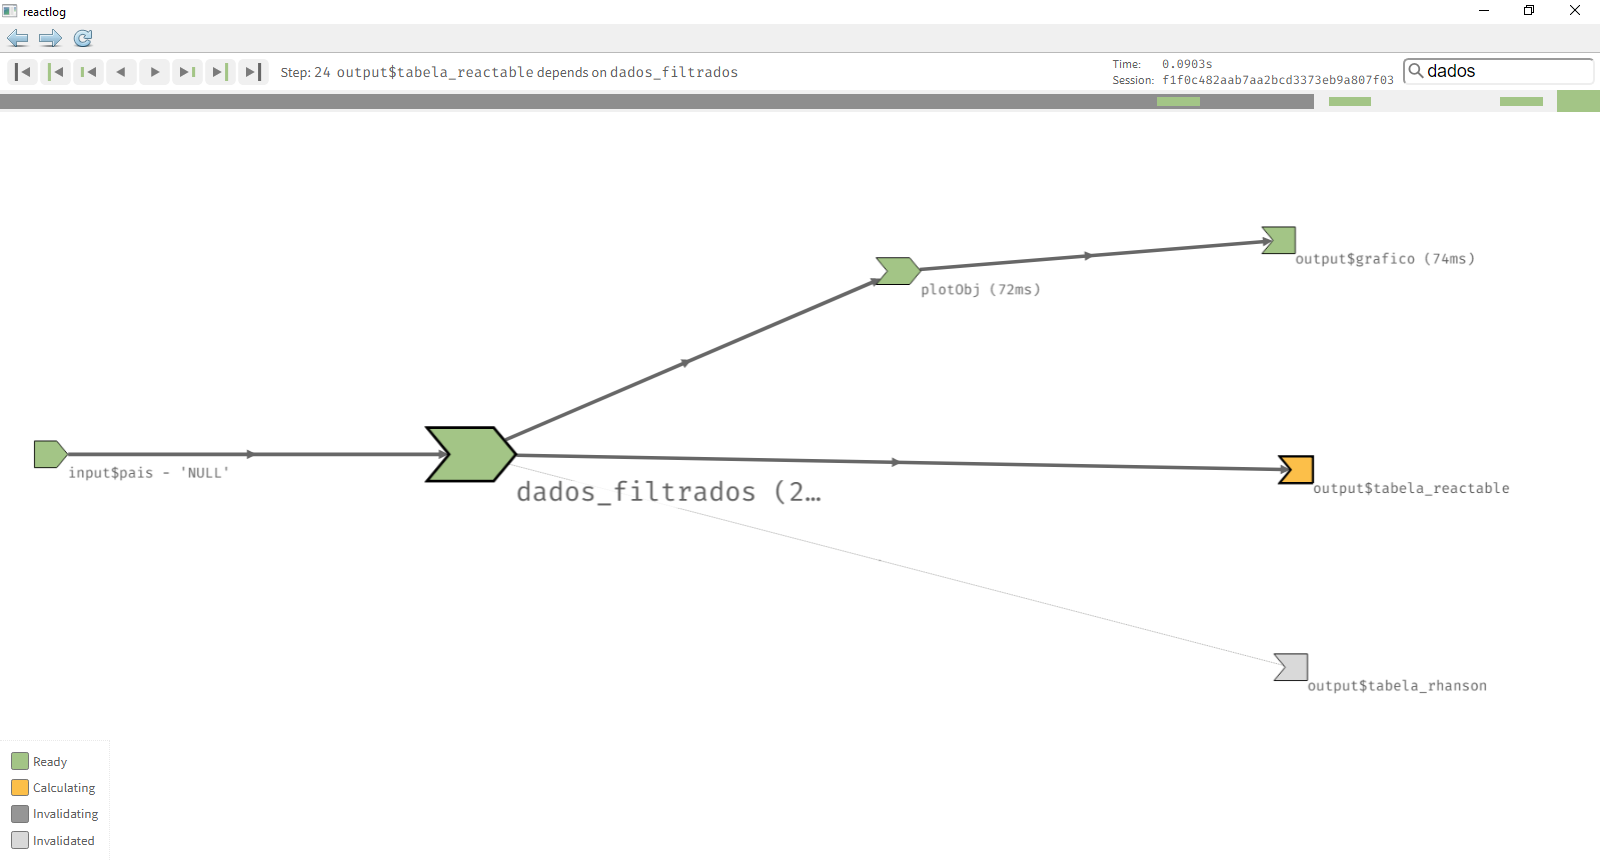 reactlog
Step: 24 output$tabela_reactable depends on dados_filtrados
Time: 0.0903s
Session: f1f0c482aab7aa2bcd3373eb9a807f03
dados
output$grafico (74ms)
plotObj (72ms)
input$pais - 'NULL'
dados_filtrados (2…
output$tabela_reactable
output$tabela_rhanson
Ready
Calculating
Invalidating
Invalidated